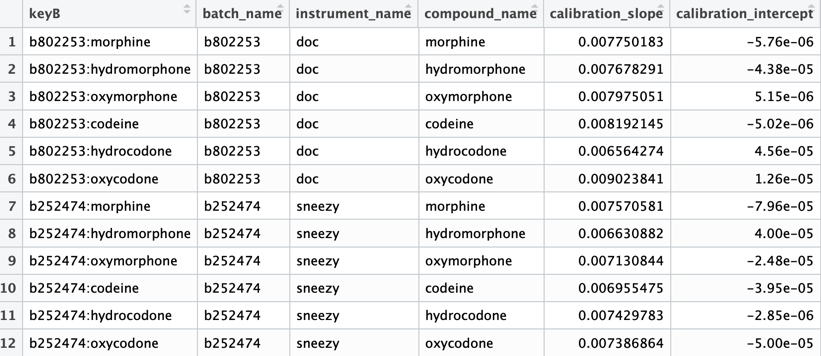 keyB batch_name instrument_name compound_name calibration_slope calibration_intercept
1 b802253:morphine b802253 doc morphine 0.007750183 -5.76e-06
2 b802253:hydromorphone b802253 doc hydromorphone 0.007678291 -4.38e-05
3 b802253:oxymorphone b802253 doc oxymorphone 0.007975051 5.15e-06
4 b802253:codeine b802253 doc codeine 0.008192145 -5.02e-06
5 b802253:hydrocodone b802253 doc hydrocodone 0.006564274 4.56e-05
6 b802253:oxycodone b802253 doc oxycodone 0.009023841 1.26e-05
7 b252474:morphine b252474 sneezy morphine 0.007570581 -7.96e-05
8 b252474:hydromorphone b252474 sneezy hydromorphone 0.006630882 4.00e-05
9 b252474:oxymorphone b252474 sneezy oxymorphone 0.007130844 -2.48e-05
10 b252474:codeine b252474 sneezy codeine 0.006955475 -3.95e-05
11 b252474:hydrocodone b252474 sneezy hydrocodone 0.007429783 -2.85e-06
12 b252474:oxycodone b252474 sneezy oxycodone 0.007386864 -5.00e-05